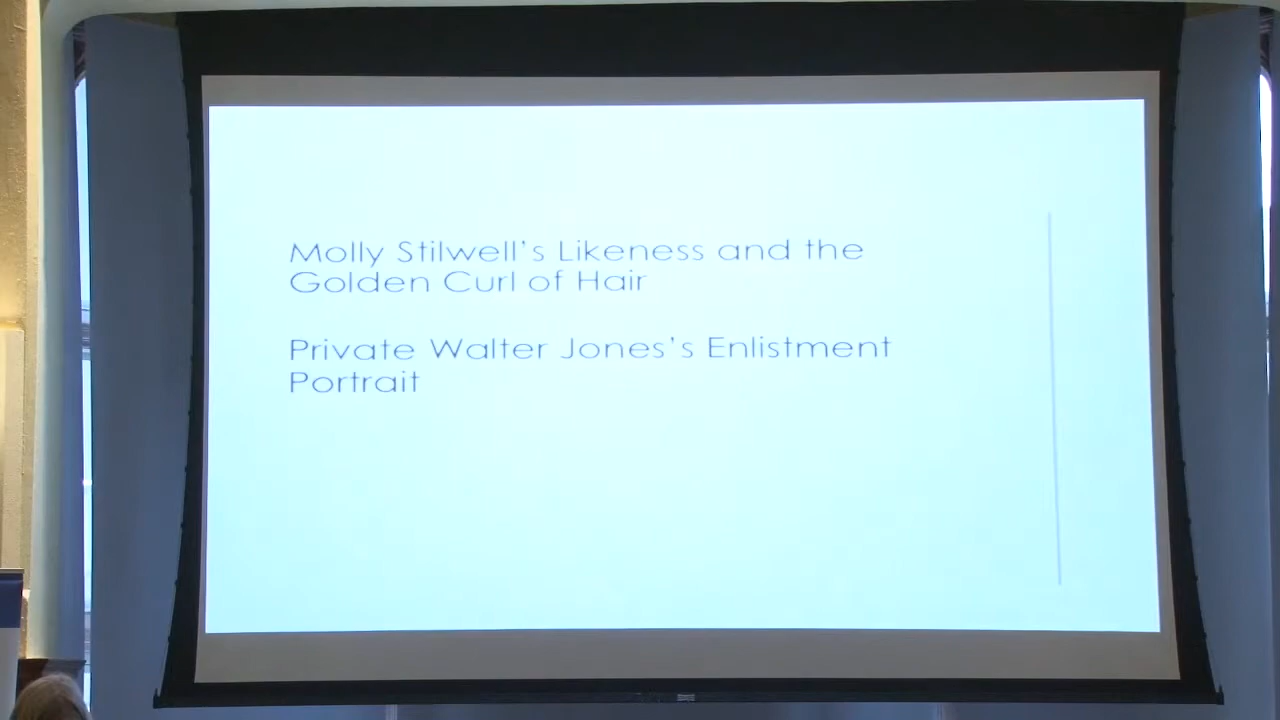 Molly Stilwell’s Likeness and the
Golden Curl of Hair
Private Walter Jones’s Enlistment
Portrait